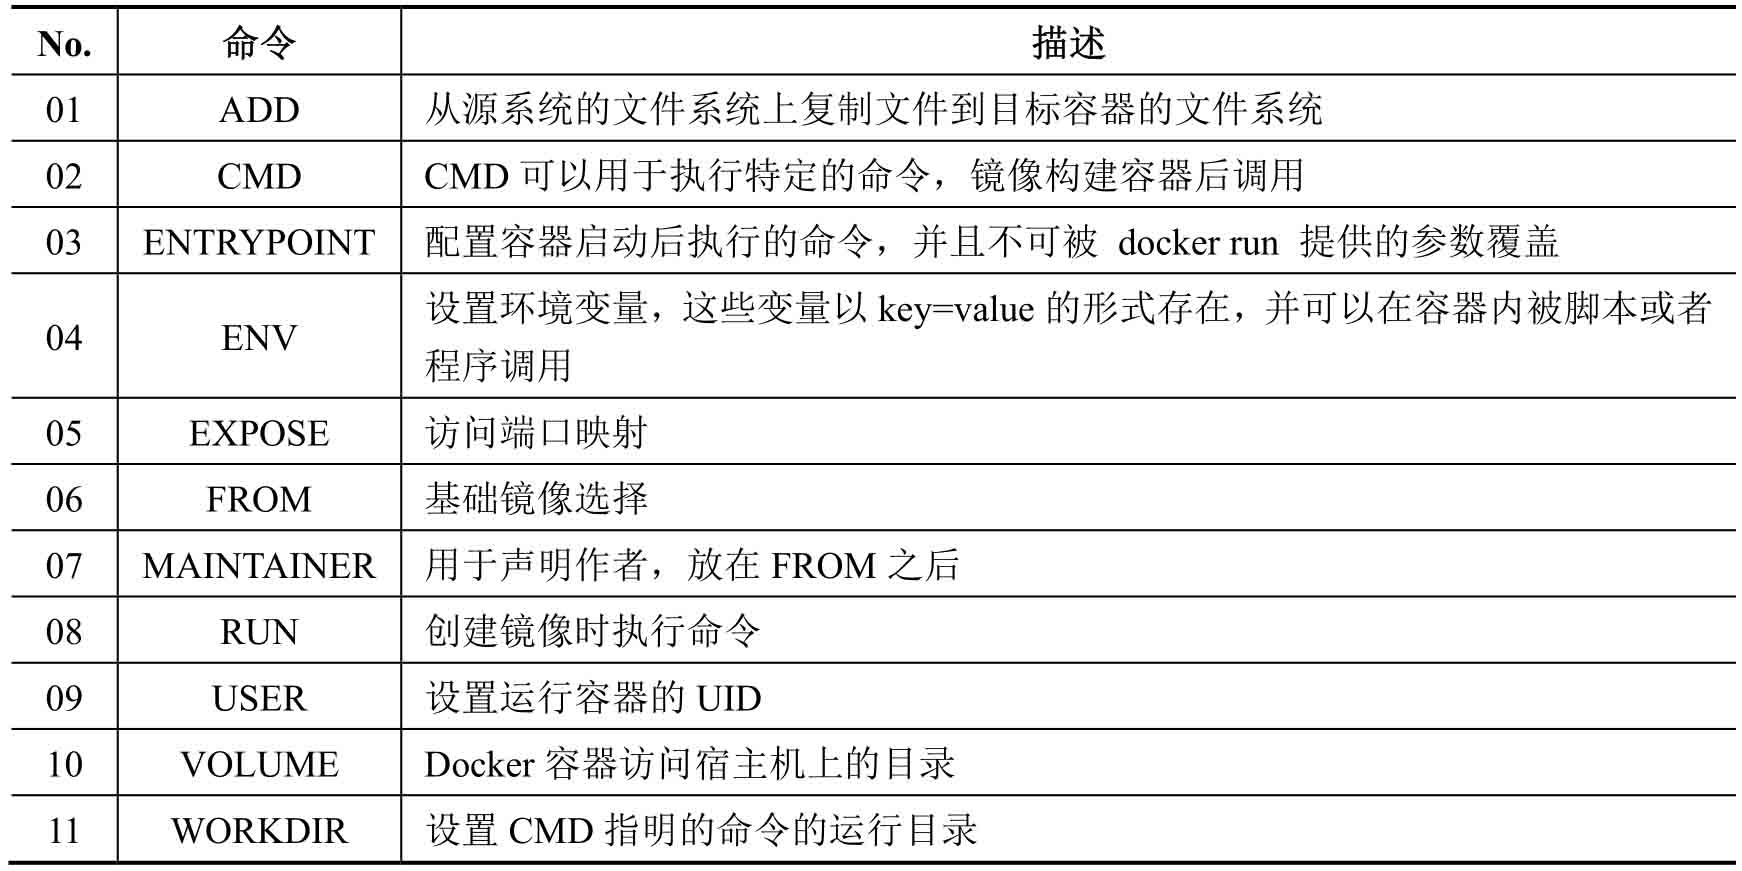 No. 命令 描述
01 ADD 从源系统的文件系统上复制文件到目标容器的文件系统
02 CMD CMD 可以用于执行特定的命令，镜像构建容器后调用
03 ENTRYPOINT 配置容器启动后执行的命令，并且不可被 docker run 提供的参数覆盖
04 ENV 设置环境变量，这些变量以 key=value 的形式存在，并可以在容器内被脚本或者
程序调用
05 EXPOSE 访问端口映射
06 FROM 基础镜像选择
07 MAINTAINER 用于声明作者，放在 FROM 之后
08 RUN 创建镜像时执行命令
09 USER 设置运行容器的 UID
10 VOLUME Docker 容器访问宿主机上的目录
11 WORKDIR 设置 CMD 指明的命令的运行目录